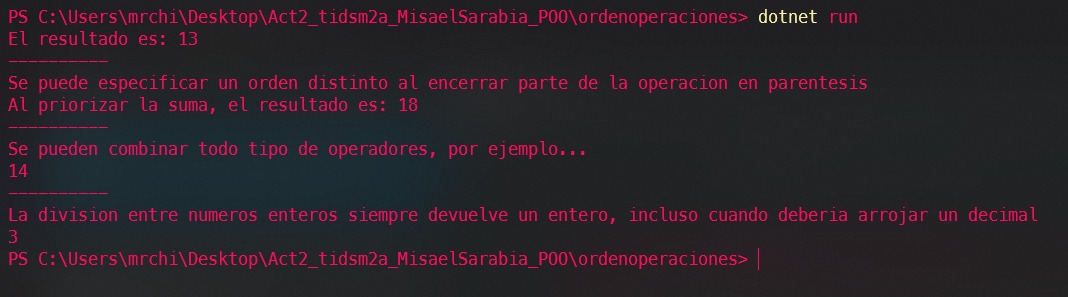 PS C:\Users\mrchi\Desktop\Act2_tidsm2a_MisaelSarabia_POO\ordenoperaciones> dotnet run
El resultado es: 13
----------
Se puede especificar un orden distinto al encerrar parte de la operacion en parentesis
Al priorizar la suma, el resultado es: 18
----------
Se pueden combinar todo tipo de operadores, por ejemplo...
14
----------
La division entre numeros enteros siempre devuelve un entero, incluso cuando deberia arrojar un decimal
3
PS C:\Users\mrchi\Desktop\Act2_tidsm2a_MisaelSarabia_POO\ordenoperaciones>